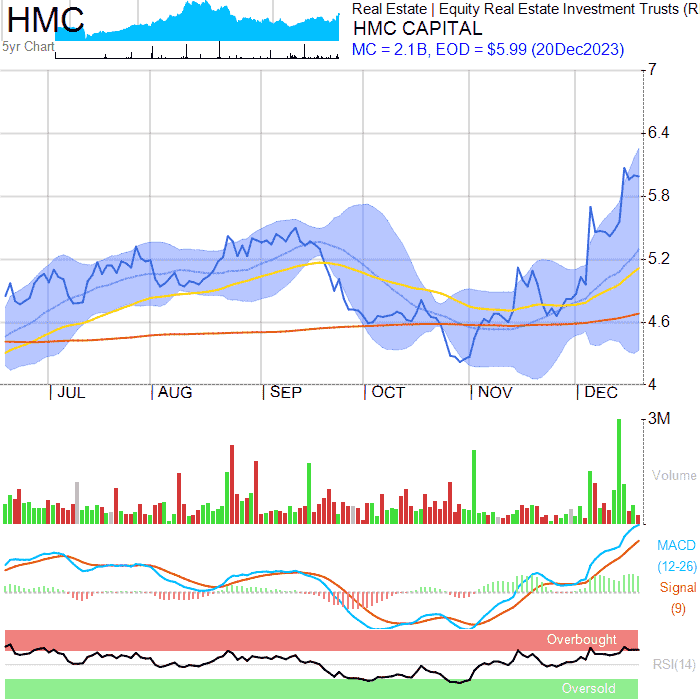 HMC
5yr Chart
Real Estate | Equity Real Estate Investment Trusts (R
HMC CAPITAL
MC = 2.1B, EOD = $5.99 (20Dec2023)
7
6.4
5.8
5.2
4.6
4
JUL AUG SEP OCT NOV DEC
3M
Volume
MACD
(12-26)
Signal
(9)
Overbought
RSI(14)
Oversold